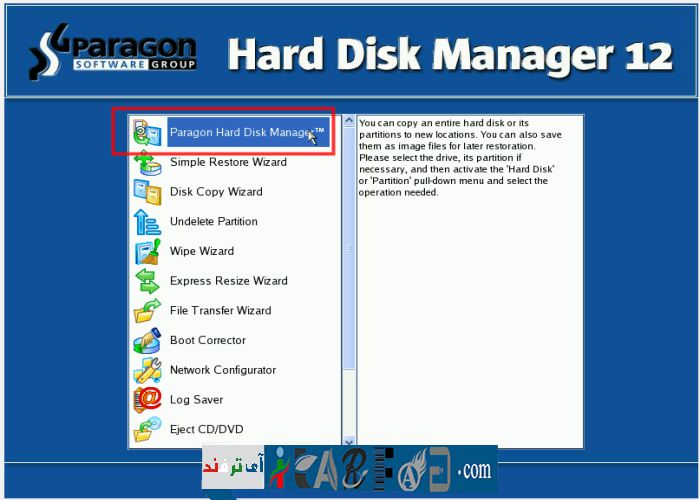 Paragon
SOFTWARE GROUP
Hard Disk Manager 12
Paragon Hard Disk Manager™
Simple Restore Wizard
Disk Copy Wizard
Undelete Partition
Wipe Wizard
Express Resize Wizard
File Transfer Wizard
Boot Corrector
Network Configurator
Log Saver
Eject CD/DVD
You can copy an entire hard disk or its
partitions to new locations. You can also save
them as image files for later restoration.
Please select the drive, its partition if
necessary, and then activate the 'Hard Disk'
or 'Partition' pull-down menu and select the
operation needed.
آی ترفند
.com